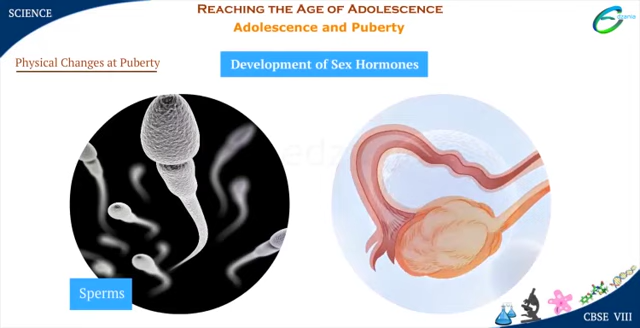 SCIENCE
REACHING THE AGE OF ADOLESCENCE
Adolescence and Puberty
Physical Changes at Puberty
Development of Sex Hormones
Sperms
CBSE VIII